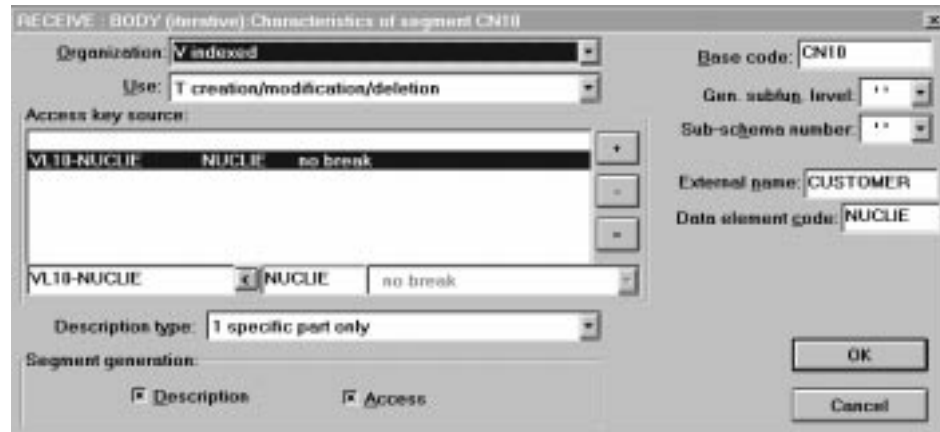 RECEIVE : BODY (iterative):Characteristics of segment CN10
Organization: V indexed
Base code: CN10
Use: T creation/modification/deletion
Gen. subfun. level: ' '
Access key source:
Sub-schema number: ' '
+
VL10-NUCLIE NUCLIE no break
External name: CUSTOMER
-
Data element code: NUCLIE
=
VL10-NUCLIE < NUCLIE no break
Description type: 1 specific part only
Segment generation:
OK
Description Access
Cancel